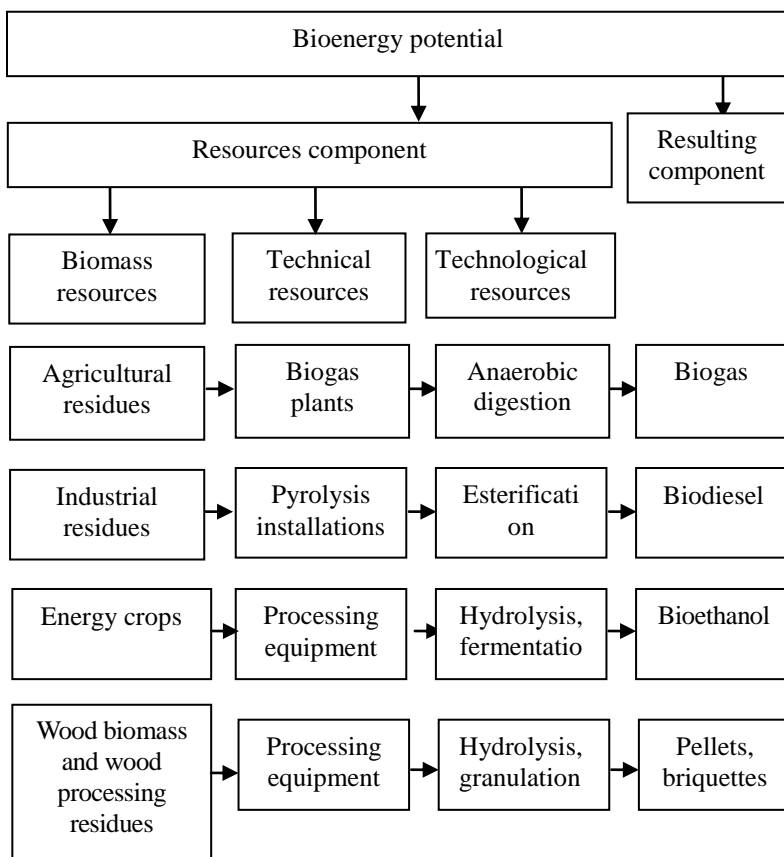 Bioenergy potential
Resources component
Resulting
component
Biomass
resources
Technical
resources
Technological
resources
Agricultural
residues
Biogas
plants
Anaerobic
digestion
Biogas
Industrial
residues
Pyrolysis
installations
Esterificati
on
Biodiesel
Energy crops
Processing
equipment
Hydrolysis,
fermentatio
Bioethanol
Wood biomass
and wood
processing
residues
Processing
equipment
Hydrolysis,
granulation
Pellets,
briquettes